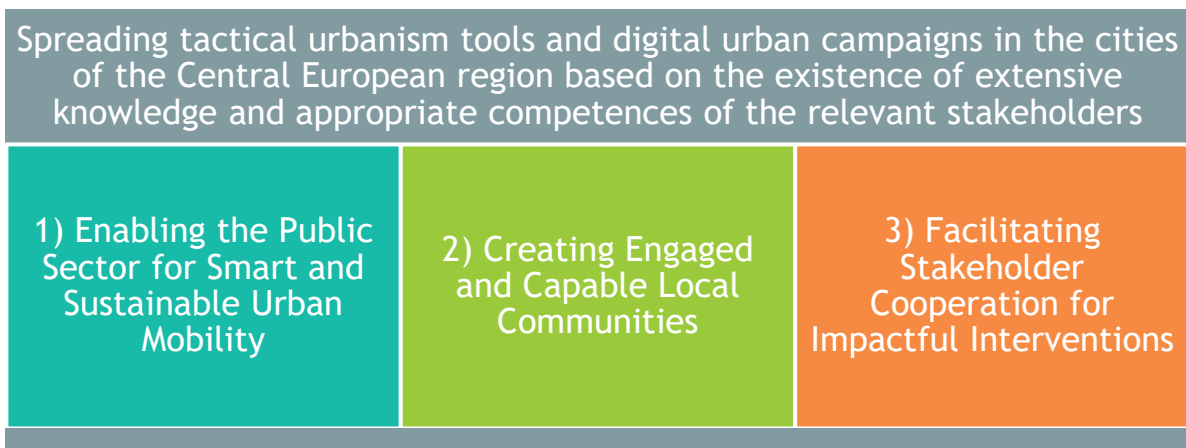 Spreading tactical urbanism tools and digital urban campaigns in the cities
of the Central European region based on the existence of extensive
knowledge and appropriate competences of the relevant stakeholders
1) Enabling the Public
Sector for Smart and
Sustainable Urban
Mobility
2) Creating Engaged
and Capable Local
Communities
3) Facilitating
Stakeholder
Cooperation for
Impactful Interventions